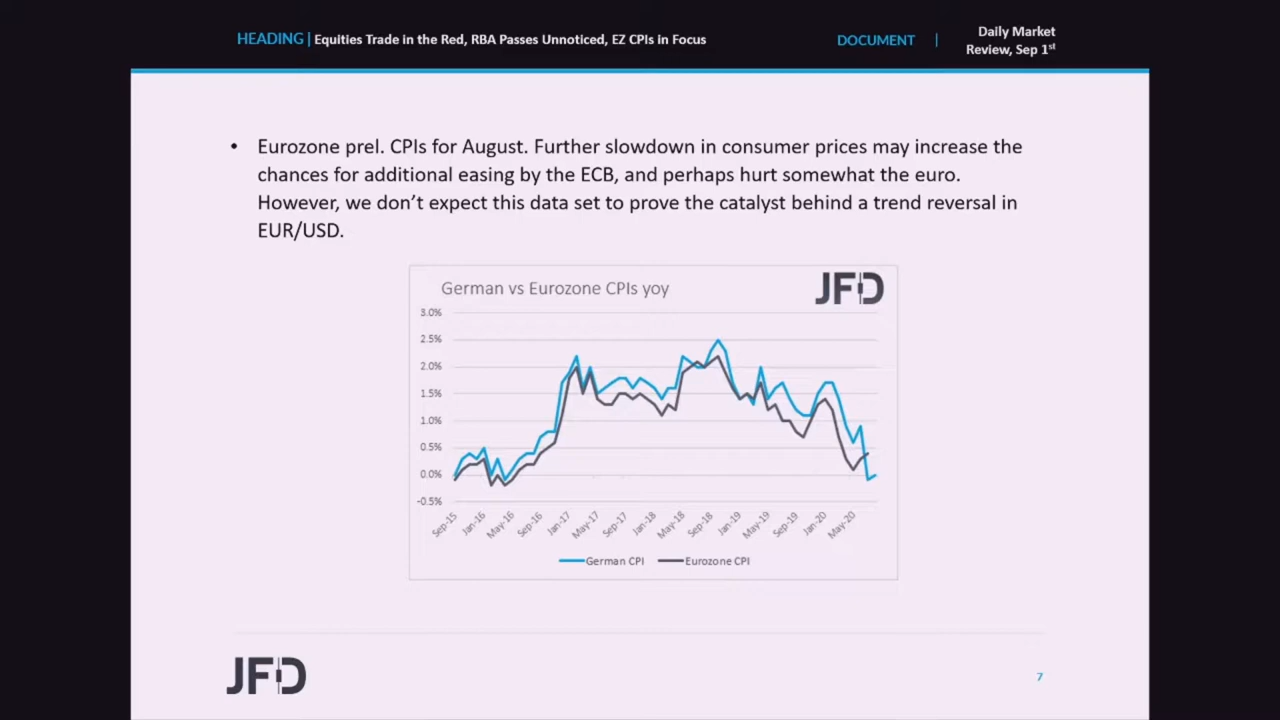 HEADING | Equities Trade in the Red, RBA Passes Unnoticed, EZ CPIs in Focus
DOCUMENT | Daily Market
Review, Sep 1st
• Eurozone prel. CPIs for August. Further slowdown in consumer prices may increase the
chances for additional easing by the ECB, and perhaps hurt somewhat the euro.
However, we don't expect this data set to prove the catalyst behind a trend reversal in
EUR/USD.
German vs Eurozone CPIs yoy
JFD
3.0%
2.5%
2.0%
1.5%
1.0%
0.5%
0.0%
-0.5%
Sep-15
Jan-16
May-16
Sep-16
Jan-17
May-17
Sep-17
Jan-18
May-18
Sep-18
Jan-19
May-19
Sep-19
Jan-20
May-20
German CPI
Eurozone CPI
JFD
7